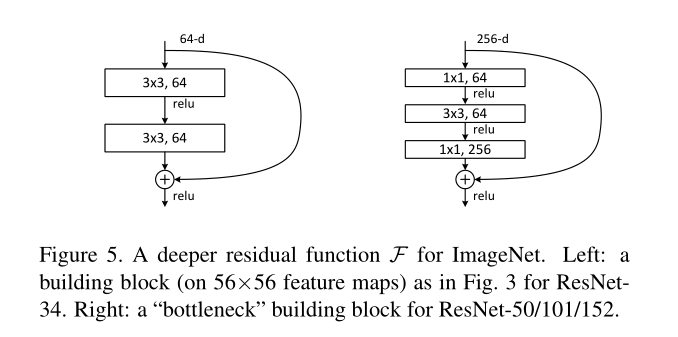 64-d
3x3, 64
relu
3x3, 64
+
relu
256-d
1x1, 64
relu
3x3, 64
relu
1x1, 256
+
relu
Figure 5. A deeper residual function F for ImageNet. Left: a
building block (on 56×56 feature maps) as in Fig. 3 for ResNet-
34. Right: a “bottleneck” building block for ResNet-50/101/152.